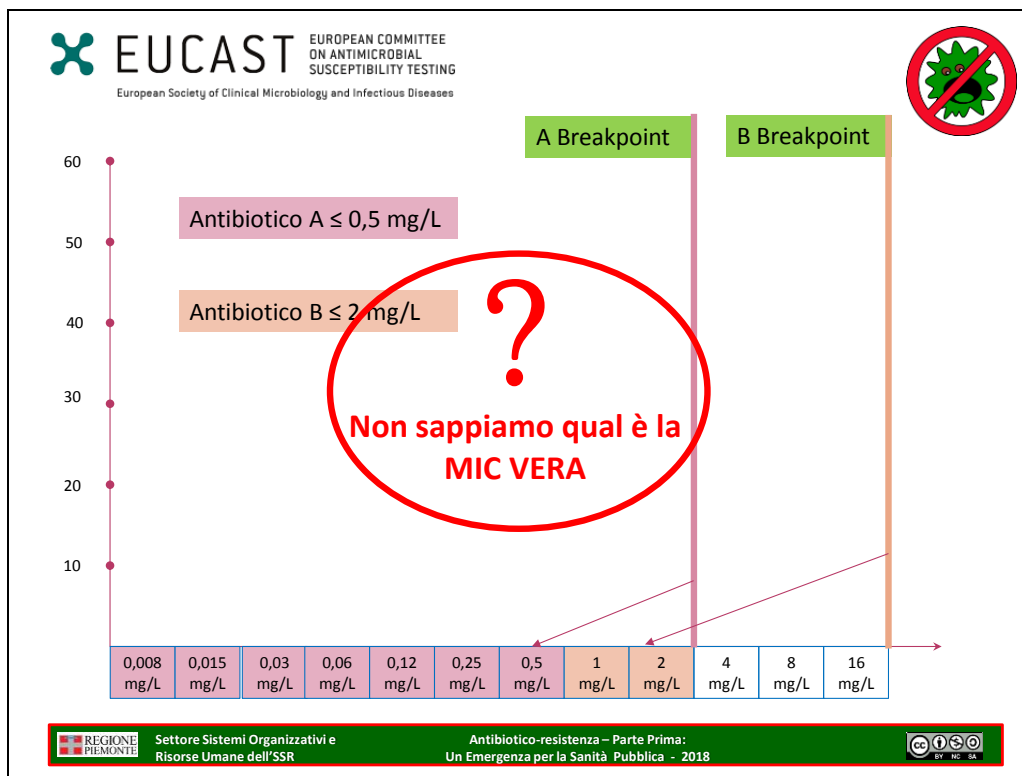 EUCAST
EUROPEAN COMMITTEE
ON ANTIMICROBIAL
SUSCEPTIBILITY TESTING
European Society of Clinical Microbiology and Infectious Diseases
A Breakpoint
B Breakpoint
60
50
40
30
20
10
Antibiotico A ≤ 0,5 mg/L
Antibiotico B ≤ 2 mg/L
?
Non sappiamo qual è la
MIC VERA
0,008 0,015 0,03 0,06 0,12 0,25 0,5 1 2 4 8 16
mg/L mg/L mg/L mg/L mg/L mg/L mg/L mg/L mg/L mg/L mg/L mg/L
REGIONE
PIEMONTE
Settore Sistemi Organizzativi e
Risorse Umane dell'SSR
Antibiotico-resistenza – Parte Prima:
Un Emergenza per la Sanità Pubblica - 2018
cc
BY NC SA